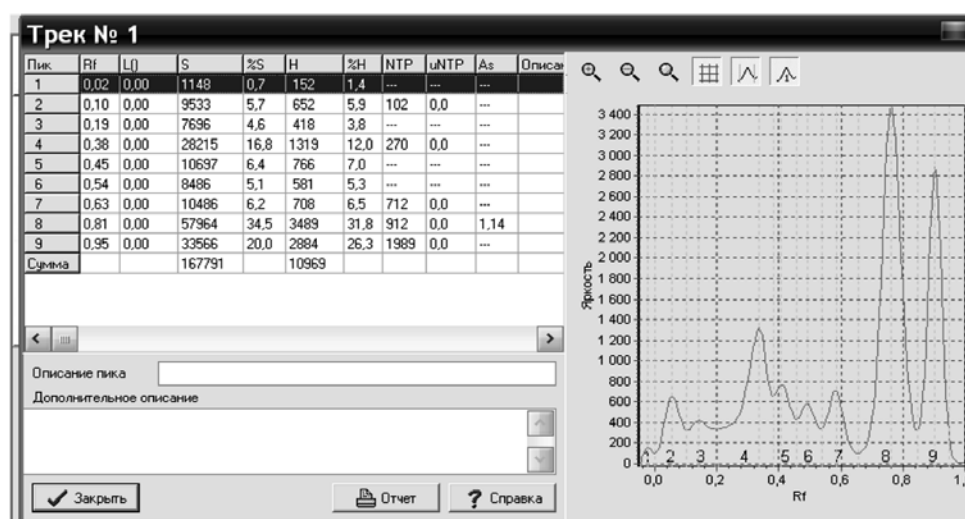 Трек № 1
Пик Rf L() S %S H %H NTP uNTP As Описан
1 0,02 0,00 1148 0,7 152 1,4 --- --- ---
2 0,10 0,00 9533 5,7 652 5,9 102 0,0 ---
3 0,19 0,00 7696 4,6 418 3,8 --- --- ---
4 0,38 0,00 28215 16,8 1319 12,0 270 0,0 ---
5 0,45 0,00 10697 6,4 766 7,0 --- --- ---
6 0,54 0,00 8486 5,1 581 5,3 --- --- ---
7 0,63 0,00 10486 6,2 708 6,5 712 0,0 ---
8 0,81 0,00 57964 34,5 3489 31,8 912 0,0 1,14
9 0,95 0,00 33566 20,0 2884 26,3 1989 0,0 ---
Сумма 167791 10969
Описание пика
Дополнительное описание
Закрыть Отчет ? Справка
3 400
3 200
3 000
2 800
2 600
2 400
2 200
2 000
1 800
1 600
1 400
1 200
1 000
800
600
400
200
0
Яркость
1 2 3 4 5 6 7 8 9
0,0 0,2 0,4 0,6 0,8 1,
Rf